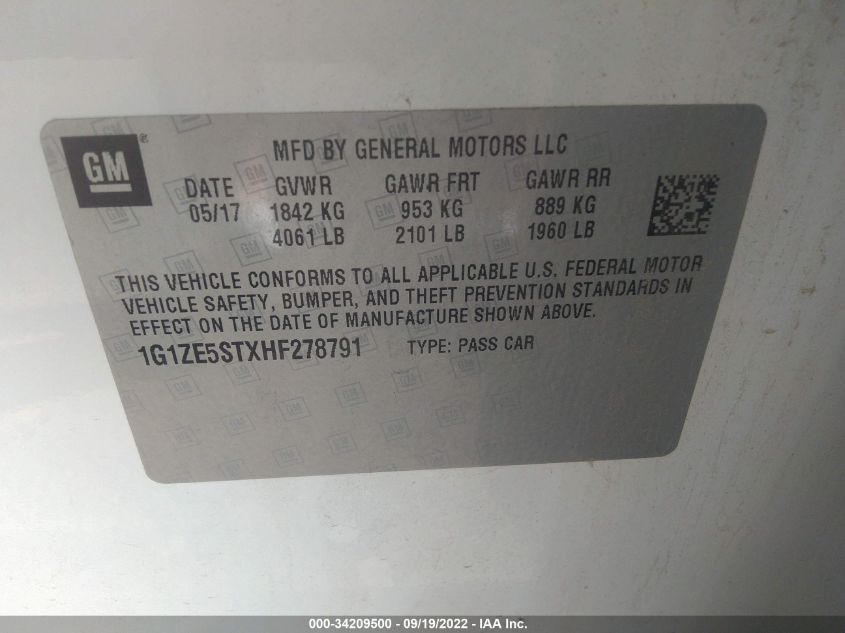 GM®
MFD BY GENERAL MOTORS LLC
DATE GVWR GAWR FRT GAWR RR
05/17 1842 KG 953 KG 889 KG
4061 LB 2101 LB 1960 LB
THIS VEHICLE CONFORMS TO ALL APPLICABLE U.S. FEDERAL MOTOR
VEHICLE SAFETY, BUMPER, AND THEFT PREVENTION STANDARDS IN
EFFECT ON THE DATE OF MANUFACTURE SHOWN ABOVE.
1G1ZE5STXHF278791 TYPE: PASS CAR
000-34209500 - 09/19/2022 - IAA, Inc.